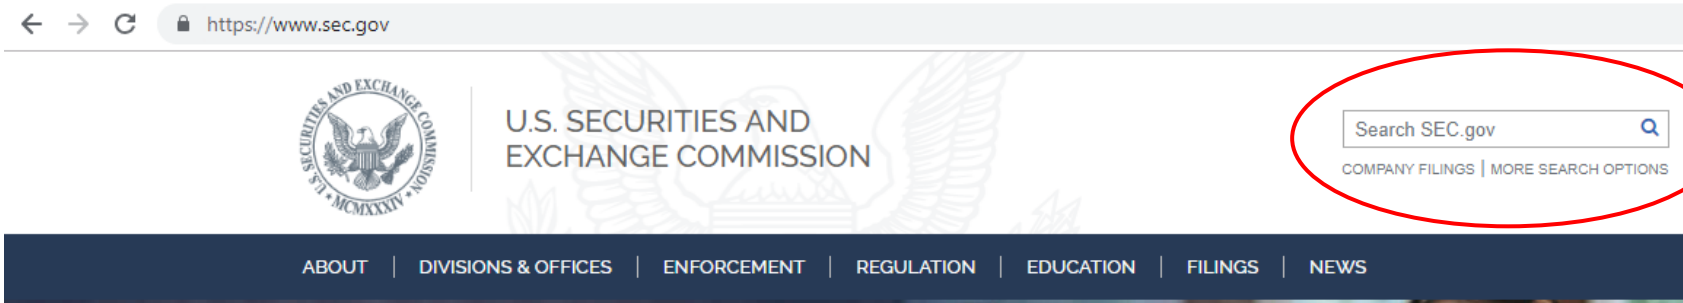 https://www.sec.gov
U.S. SECURITIES AND EXCHANGE COMMISSION
MCMXXXIV
U.S. SECURITIES AND
EXCHANGE COMMISSION
Search SEC.gov
COMPANY FILINGS | MORE SEARCH OPTIONS
ABOUT | DIVISIONS & OFFICES | ENFORCEMENT | REGULATION | EDUCATION | FILINGS | NEWS